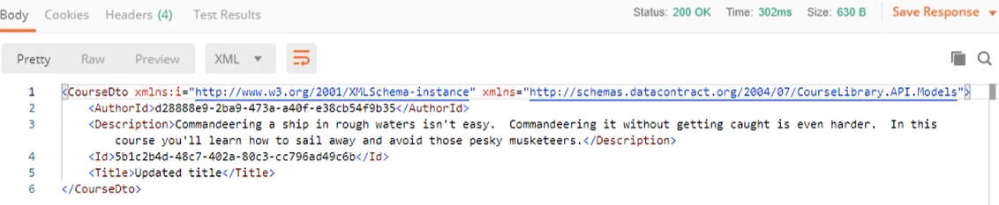 Body Cookies Headers (4) Test Results Status: 200 OK Time: 302ms Size: 630 B Save Response
Pretty Raw Preview XML
1 <CourseDto xmlns:i="http://www.w3.org/2001/XMLSchema-instance" xmlns="http://schemas.datacontract.org/2004/07/CourseLibrary.API.Models">
2 <AuthorId>d28888e9-2ba9-473a-a40f-e38cb54f9b35</AuthorId>
3 <Description>Commandeering a ship in rough waters isn't easy.  Commandeering it without getting caught is even harder.  In this
course you'll learn how to sail away and avoid those pesky musketeers.</Description>
4 <Id>5b1c2b4d-48c7-402a-80c3-cc796ad49c6b</Id>
5 <Title>Updated title</Title>
6 </CourseDto>